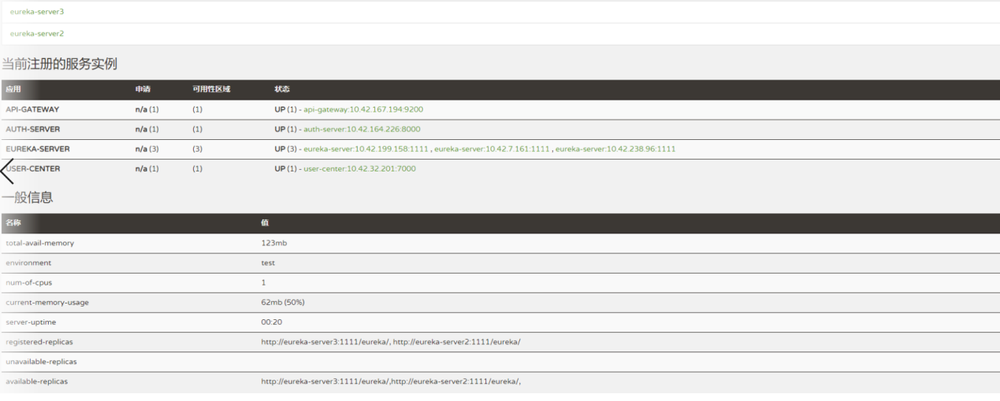 eureka-server3
eureka-server2
当前注册的服务实例
应用 申请 可用性区域 状态
API-GATEWAY n/a (1) (1) UP (1) - api-gateway:10.42.167.194:9200
AUTH-SERVER n/a (1) (1) UP (1) - auth-server:10.42.164.226:8000
EUREKA-SERVER n/a (3) (3) UP (3) - eureka-server:10.42.199.158:1111 , eureka-server:10.42.7.161:1111 , eureka-server:10.42.238.96:1111
USER-CENTER n/a (1) (1) UP (1) - user-center:10.42.32.201:7000
一般信息
名称 值
total-avail-memory 123mb
environment test
num-of-cpus 1
current-memory-usage 62mb (50%)
server-uptime 00:20
registered-replicas http://eureka-server3:1111/eureka/, http://eureka-server2:1111/eureka/
unavailable-replicas
available-replicas http://eureka-server3:1111/eureka/,http://eureka-server2:1111/eureka/,